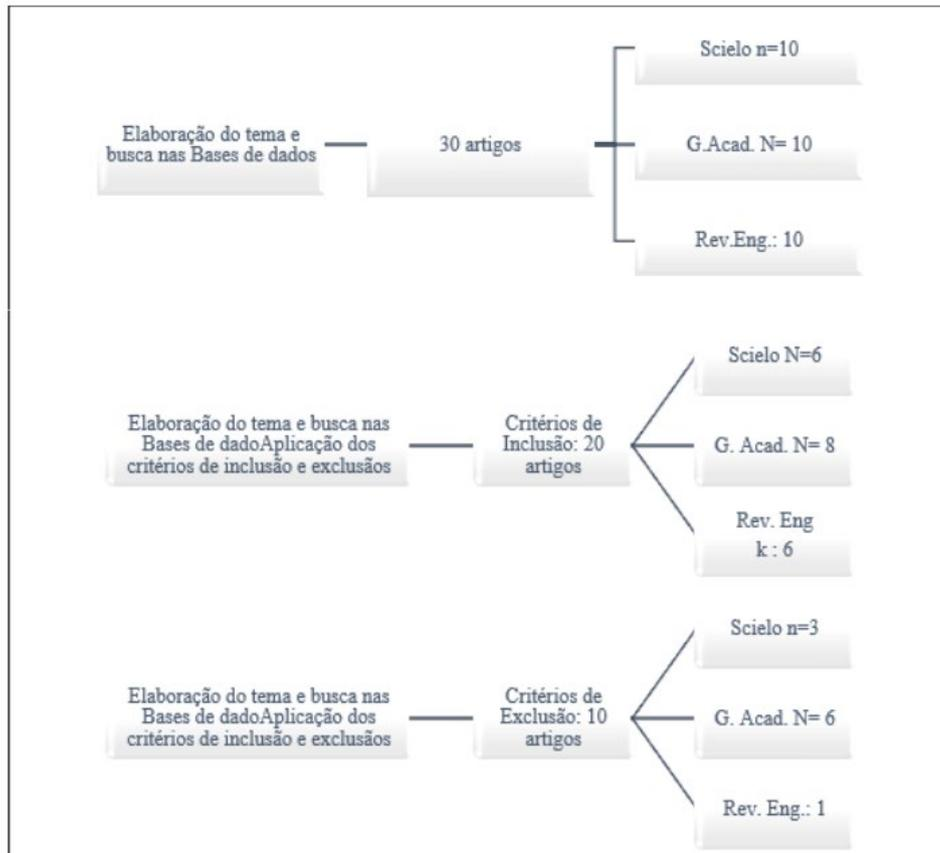 Elaboração do tema e
busca nas Bases de dados
30 artigos
Scielo n=10
G.Acad. N= 10
Rev.Eng.: 10
Elaboração do tema e busca nas
Bases de dadoAplicação dos
critérios de inclusão e exclusãos
Critérios de
Inclusão: 20
artigos
Scielo N=6
G. Acad. N= 8
Rev. Eng
k : 6
Elaboração do tema e busca nas
Bases de dadoAplicação dos
critérios de inclusão e exclusãos
Critérios de
Exclusão: 10
artigos
Scielo n=3
G. Acad. N= 6
Rev. Eng.: 1